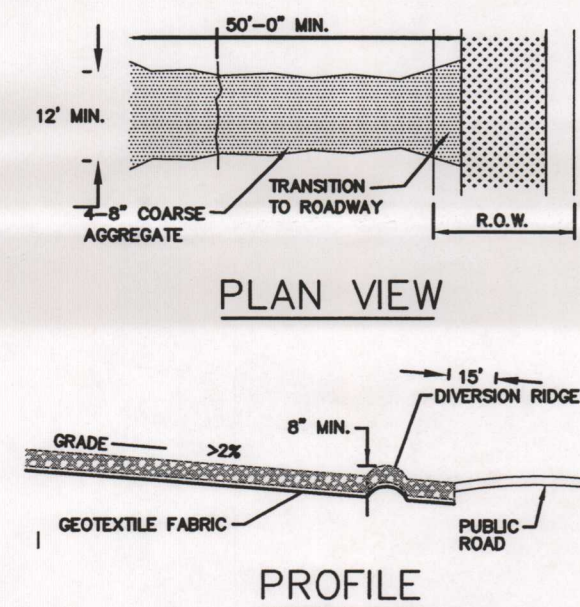 50'-0" MIN.
12' MIN.
4-8" COARSE
AGGREGATE
TRANSITION
TO ROADWAY
R.O.W.
PLAN VIEW
15'
DIVERSION RIDGE
8" MIN.
GRADE
>2%
GEOTEXTILE FABRIC
PUBLIC
ROAD
PROFILE